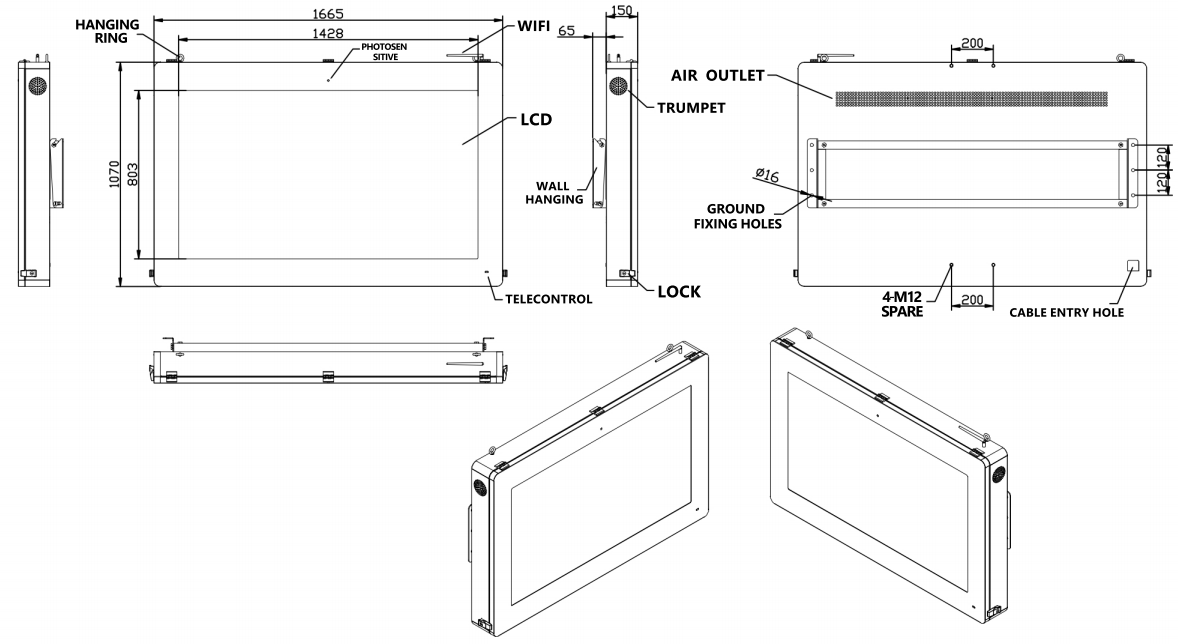 1665
150
HANGING
RING
WIFI
1428
65
PHOTOSEN
SITIVE
200
AIR OUTLET
TRUMPET
LCD
1070
803
120
120
WALL
HANGING
Ø16
GROUND
FIXING HOLES
LOCK
TELECONTROL
4-M12
SPARE
200
CABLE ENTRY HOLE